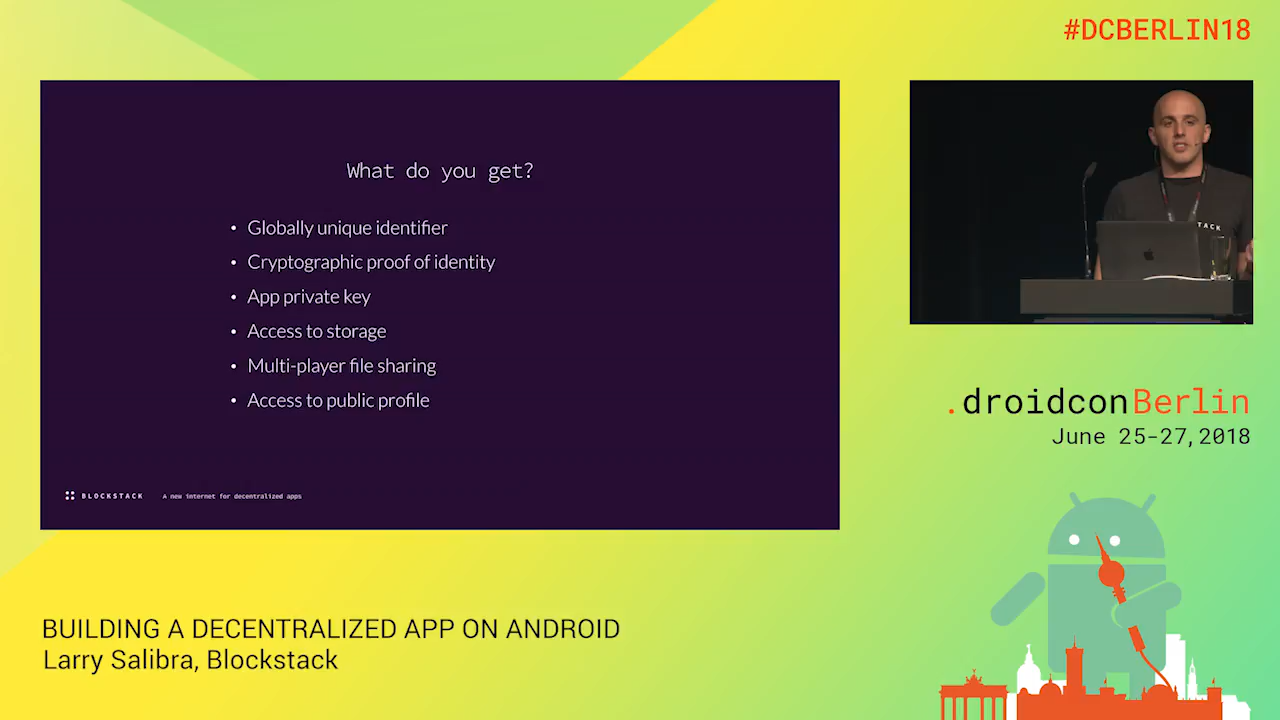 #DCBERLIN18
What do you get?
• Globally unique identifier
• Cryptographic proof of identity
• App private key
• Access to storage
• Multi-player file sharing
• Access to public profile
BLOCKSTACK A new internet for decentralized apps
TACK
.droidconBerlin
June 25-27,2018
BUILDING A DECENTRALIZED APP ON ANDROID
Larry Salibra, Blockstack